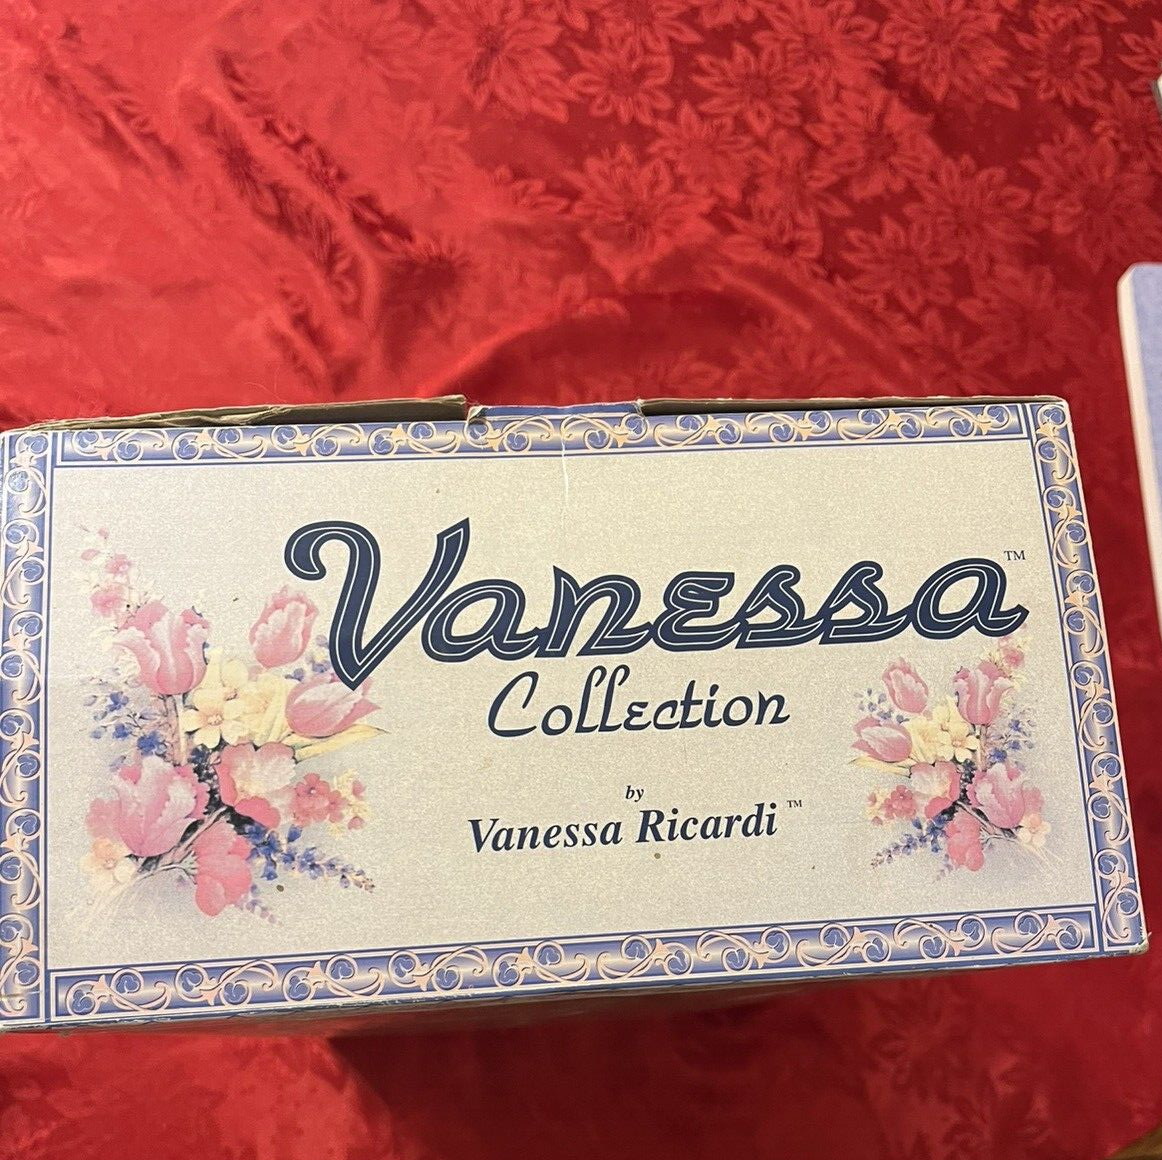 Vanessa™
Collection
by
Vanessa Ricardi™